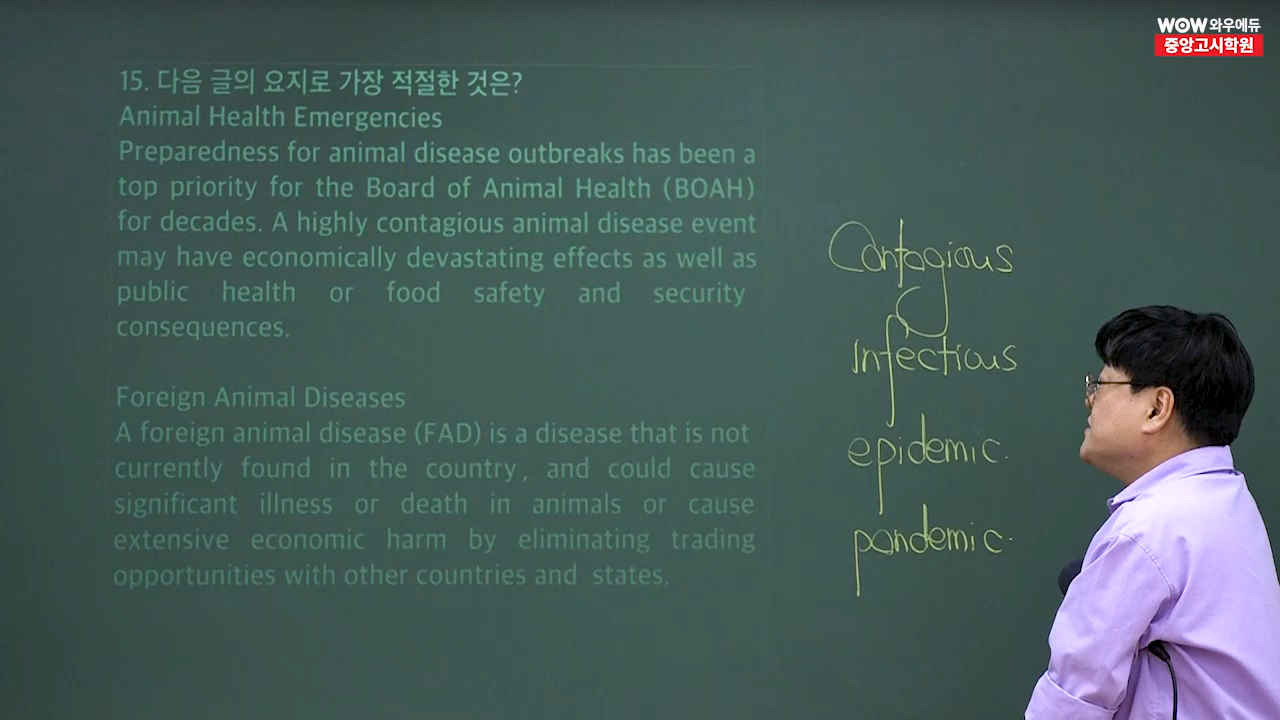 WOW와우에듀
중앙고시학원
15. 다음 글의 요지로 가장 적절한 것은?
Animal Health Emergencies
Preparedness for animal disease outbreaks has been a
top priority for the Board of Animal Health (BOAH)
for decades. A highly contagious animal disease event
may have economically devastating effects as well as
public health or food safety and security
consequences.
Foreign Animal Diseases
A foreign animal disease (FAD) is a disease that is not
currently found in the country, and could cause
significant illness or death in animals or cause
extensive economic harm by eliminating trading
opportunities with other countries and states.
Contagious
infectious
epidemic.
pandemic.